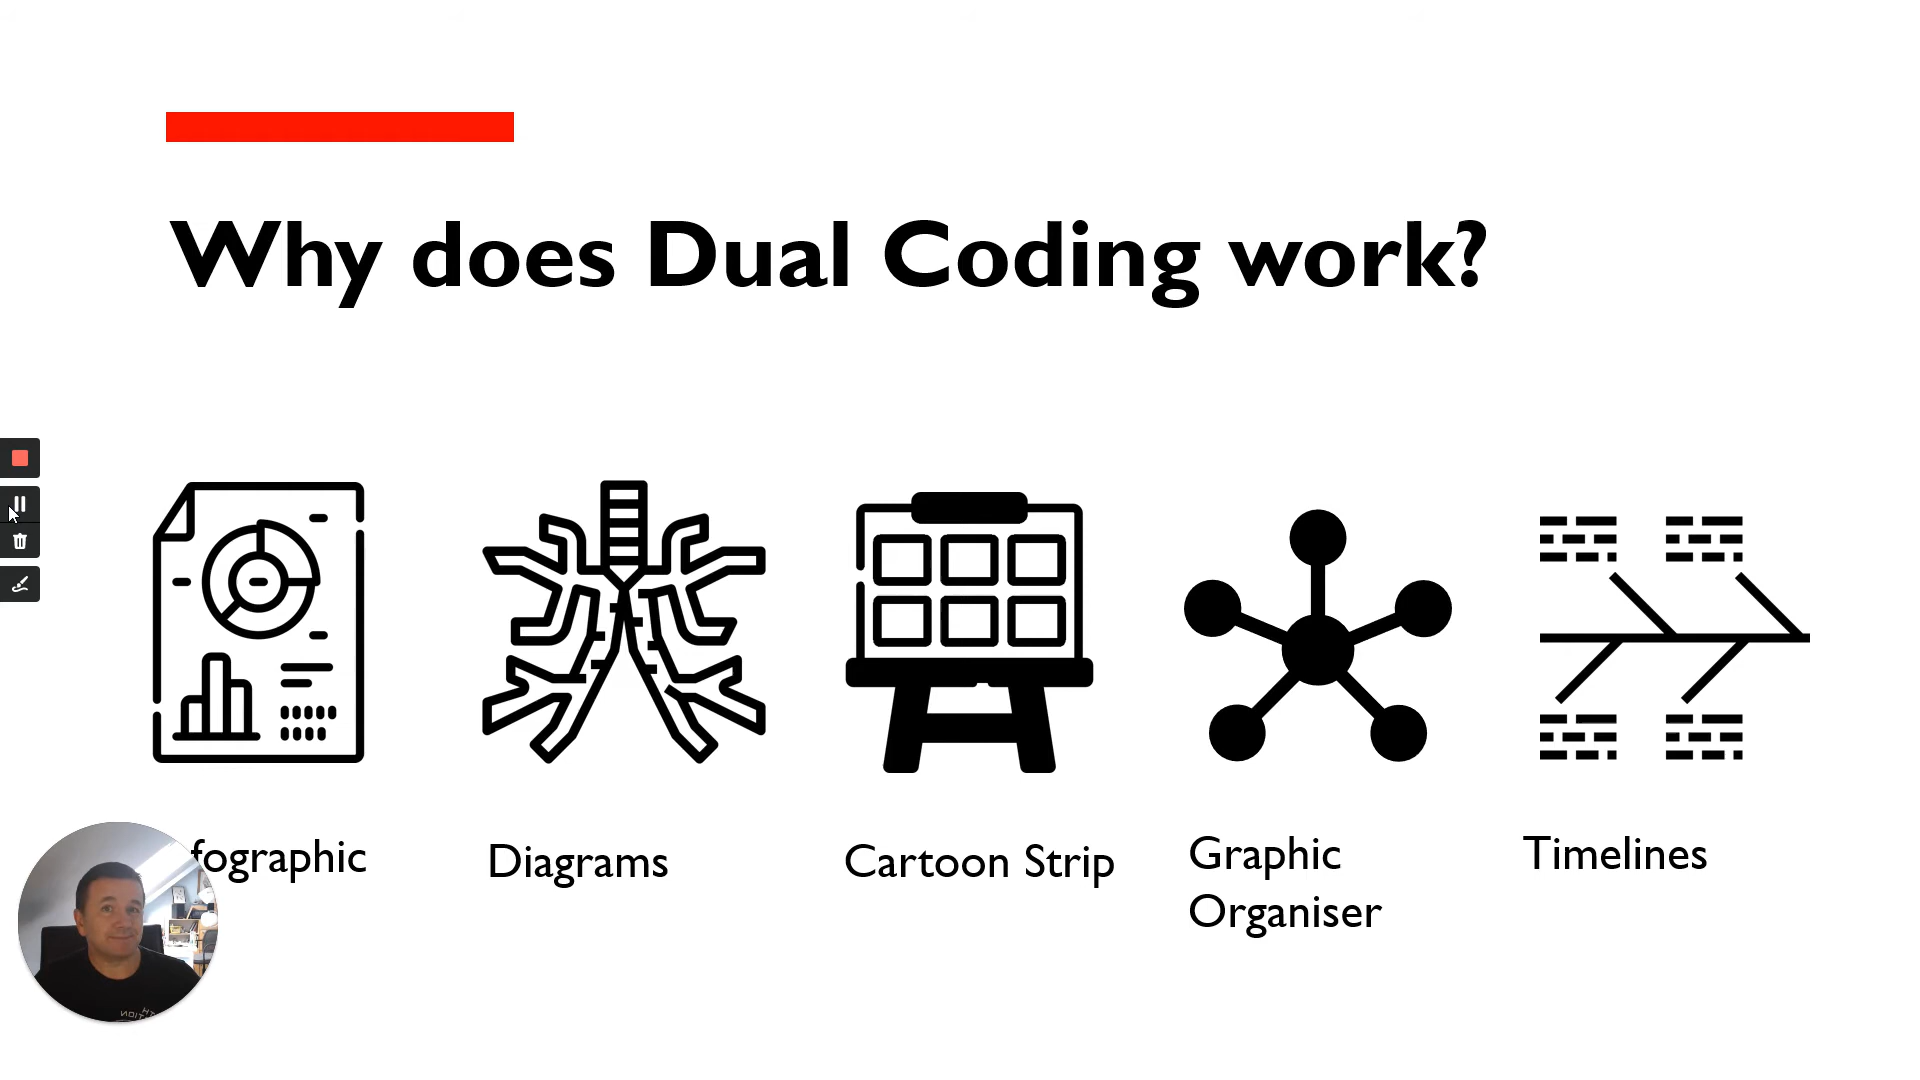 Why does Dual Coding work?
fographic
Diagrams
Cartoon Strip
Graphic
Organiser
Timelines